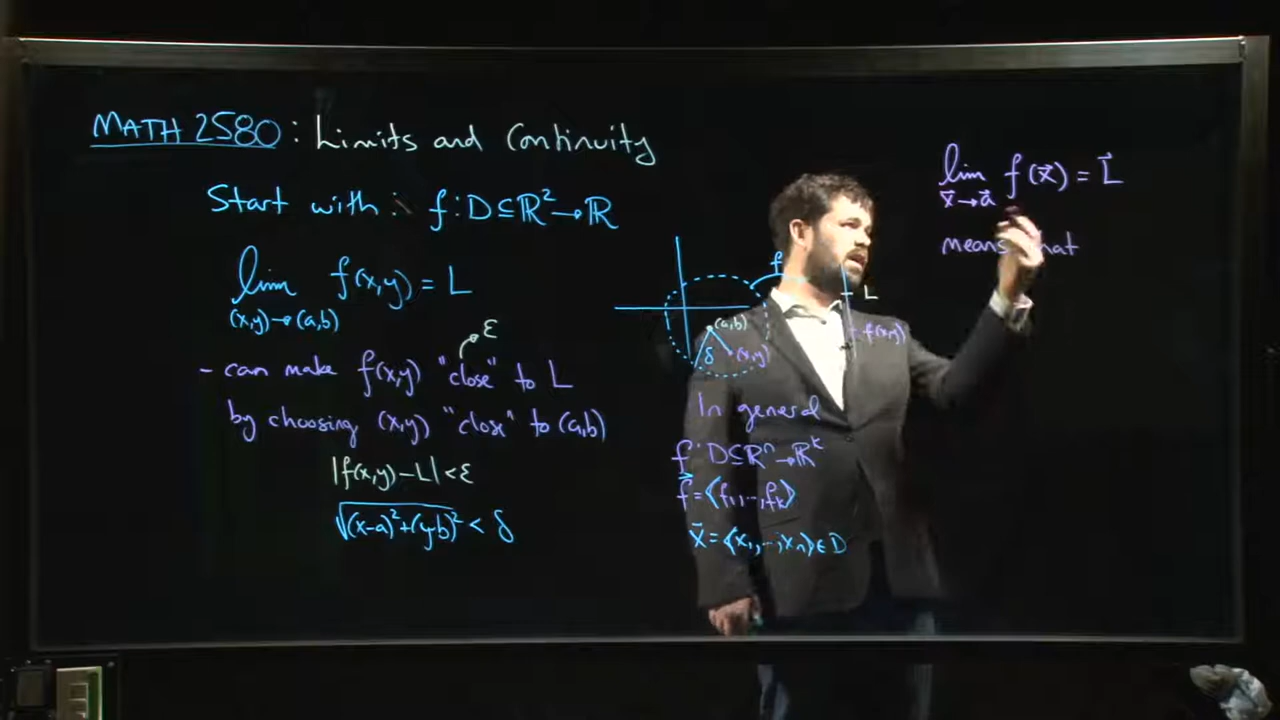 MATH 2580 : Limits and Continuity
Start with : f : D ⊆ ℝ² → ℝ
lim f(x,y) = L
(x,y) → (a,b)
ε
- can make f(x,y) "close" to L
by choosing (x,y) "close" to (a,b)
|f(x,y) - L| < ε
√(x-a)²+(y-b)² < δ
f
L
(a,b)
f(x,y)
δ
(x,y)
In general
f : D ⊆ ℝⁿ → ℝᵏ
f⃗ = ⟨f₁, ..., fₖ⟩
x⃗ = ⟨x₁, ..., xₙ⟩ ∈ D
lim f(x⃗) = L⃗
x⃗ → a⃗
means